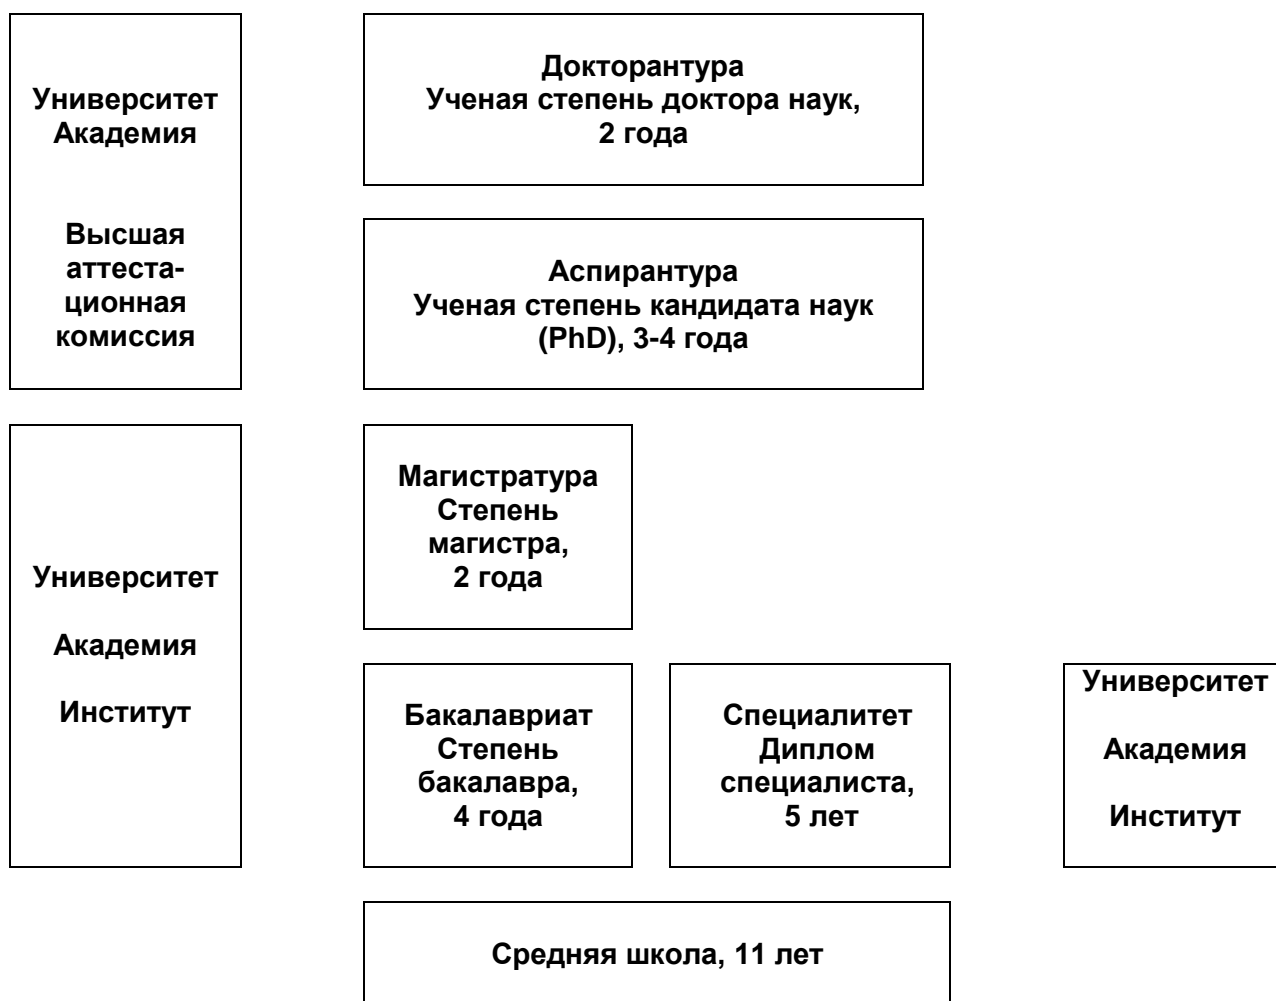 Университет
Академия
Высшая
аттеста-
ционная
комиссия
Докторантура
Ученая степень доктора наук,
2 года
Аспирантура
Ученая степень кандидата наук
(PhD), 3-4 года
Университет
Академия
Институт
Магистратура
Степень
магистра,
2 года
Бакалавриат
Степень
бакалавра,
4 года
Специалитет
Диплом
специалиста,
5 лет
Университет
Академия
Институт
Средняя школа, 11 лет